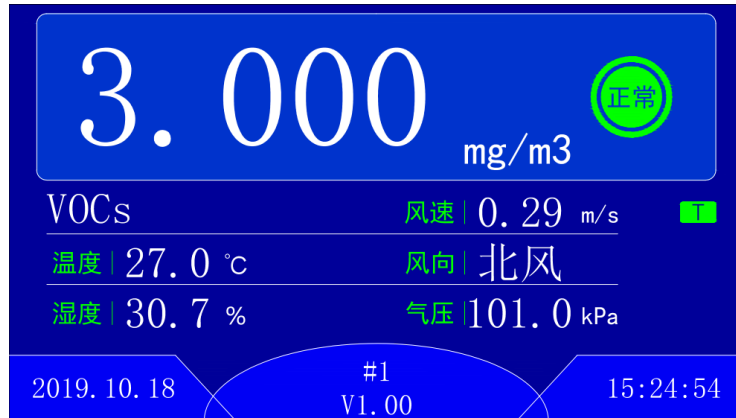 3.000 mg/m3 正常
VOCs 风速 0.29 m/s T
温度 27.0 ℃ 风向 北风
湿度 30.7 % 气压 101.0 kPa
#1
2019.10.18 V1.00 15:24:54